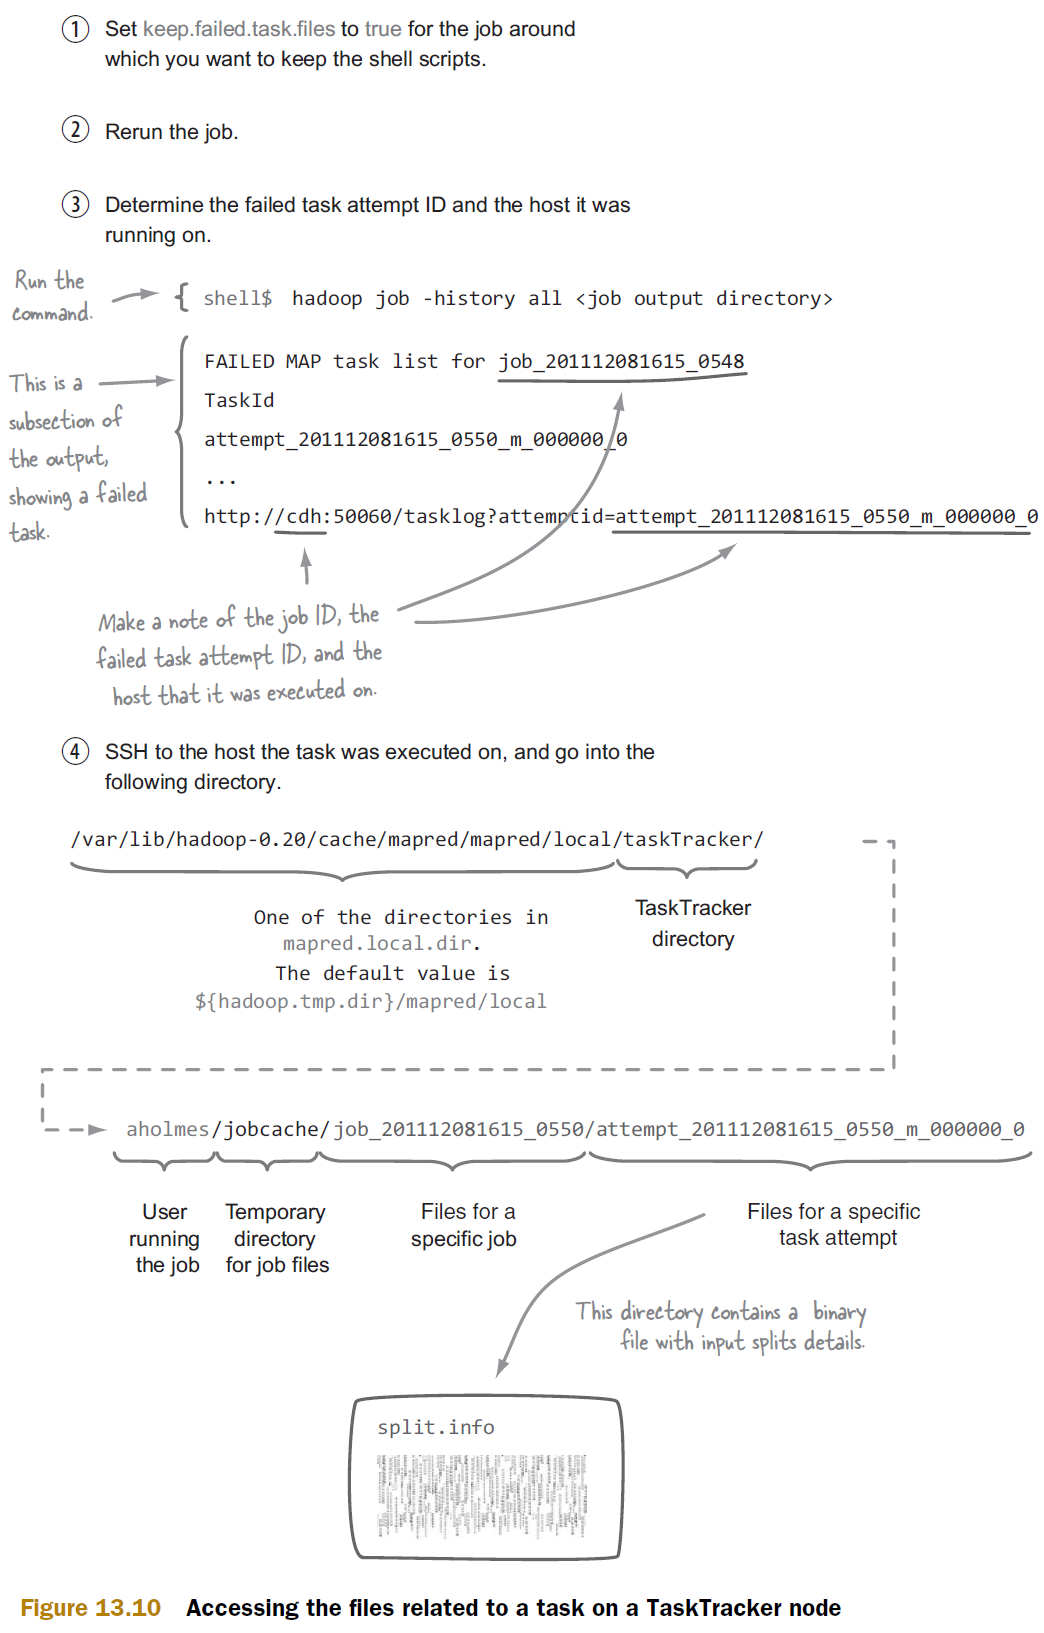 1 Set keep.failed.task.files to true for the job around
which you want to keep the shell scripts.
2 Rerun the job.
3 Determine the failed task attempt ID and the host it was
running on.
Run the
command.
{ shell$ hadoop job -history all <job output directory>
This is a
subsection of
the output,
showing a failed
task.
FAILED MAP task list for job_201112081615_0548
TaskId
attempt_201112081615_0550_m_000000_0
...
http://cdh:50060/tasklog?attemptid=attempt_201112081615_0550_m_000000_0
Make a note of the job ID, the
failed task attempt ID, and the
host that it was executed on.
4 SSH to the host the task was executed on, and go into the
following directory.
/var/lib/hadoop-0.20/cache/mapred/mapred/local/taskTracker/
One of the directories in
mapred.local.dir.
The default value is
${hadoop.tmp.dir}/mapred/local
TaskTracker
directory
aholmes/jobcache/job_201112081615_0550/attempt_201112081615_0550_m_000000_0
User
running
the job
Temporary
directory
for job files
Files for a
specific job
Files for a specific
task attempt
This directory contains a binary
file with input splits details.
split.info
Figure 13.10 Accessing the files related to a task on a TaskTracker node